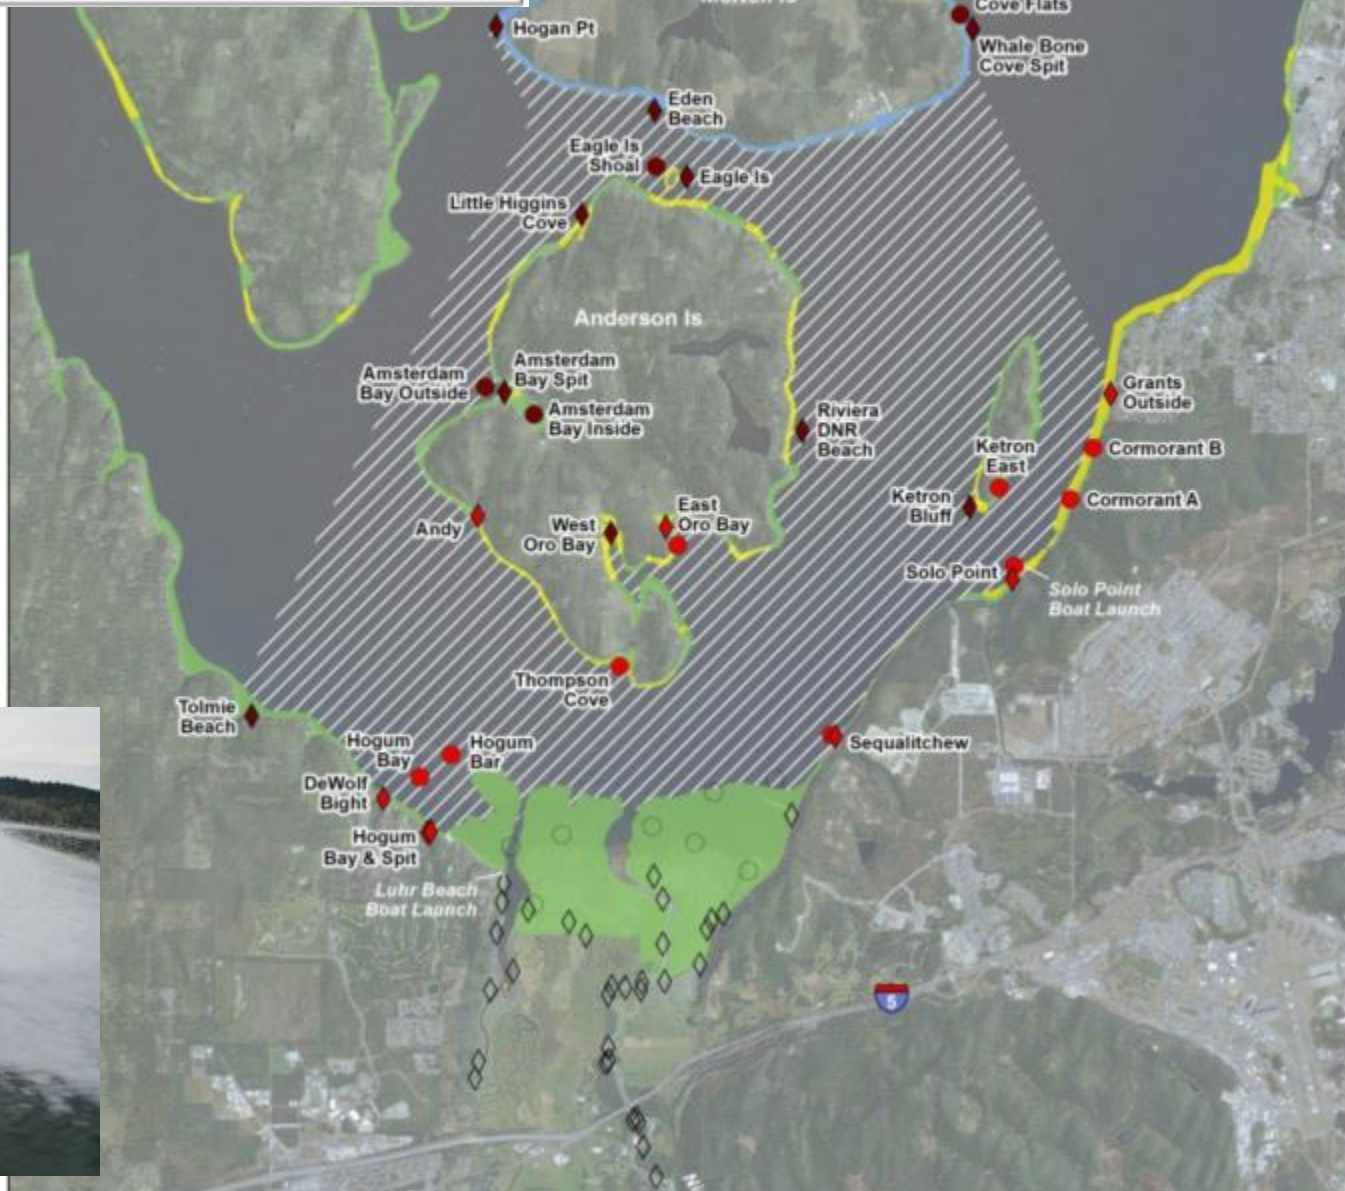 Cove Flats
Hogan Pt
Whale Bone
Cove Spit
Eden
Beach
Eagle Is
Shoal
Eagle Is
Little Higgins
Cove
Anderson Is
Amsterdam
Bay Outside
Amsterdam
Bay Spit
Amsterdam
Bay Inside
Grants
Outside
Riviera
DNR
Beach
Cormorant B
Ketron
East
Ketron
Bluff
Cormorant A
Andy
West
Oro Bay
East
Oro Bay
Solo Point
Solo Point
Boat Launch
Thompson
Cove
Tolmie
Beach
Hogum
Bay
Hogum
Bar
Sequalitchew
DeWolf
Bight
Hogum
Bay & Spit
Luhr Beach
Boat Launch
5